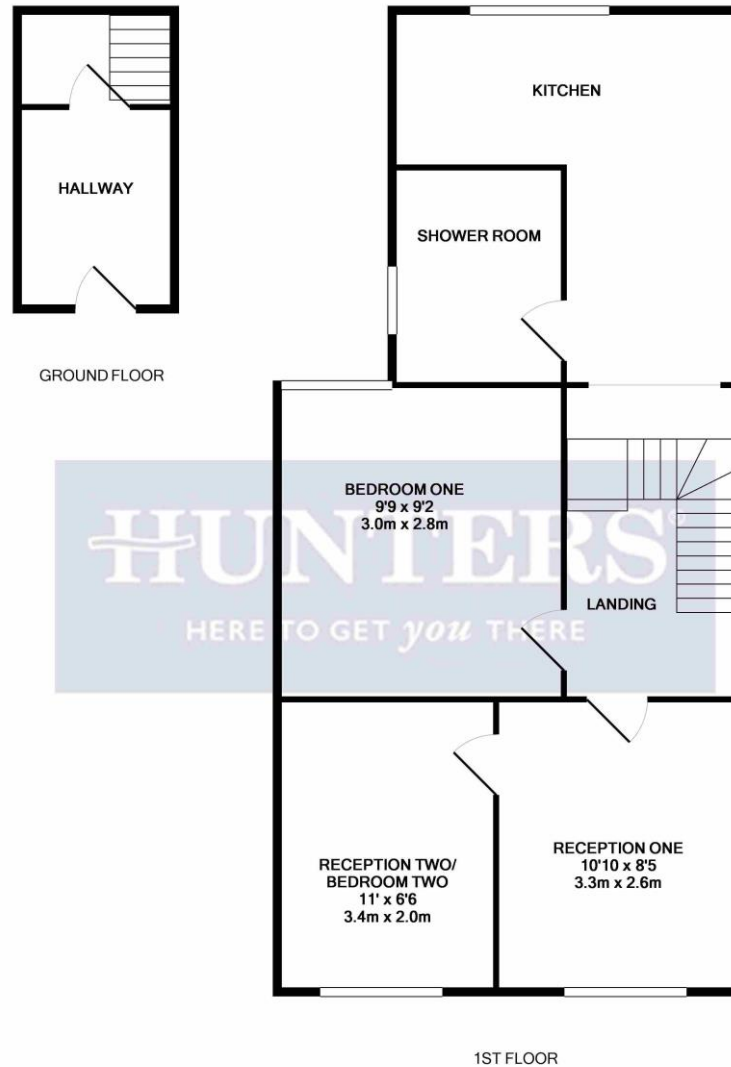 KITCHEN
HALLWAY
SHOWER ROOM
GROUND FLOOR
BEDROOM ONE
9'9 x 9'2
3.0m x 2.8m
HUNTERS®
HERE TO GET you THERE
LANDING
RECEPTION TWO/
BEDROOM TWO
11' x 6'6
3.4m x 2.0m
RECEPTION ONE
10'10 x 8'5
3.3m x 2.6m
1ST FLOOR